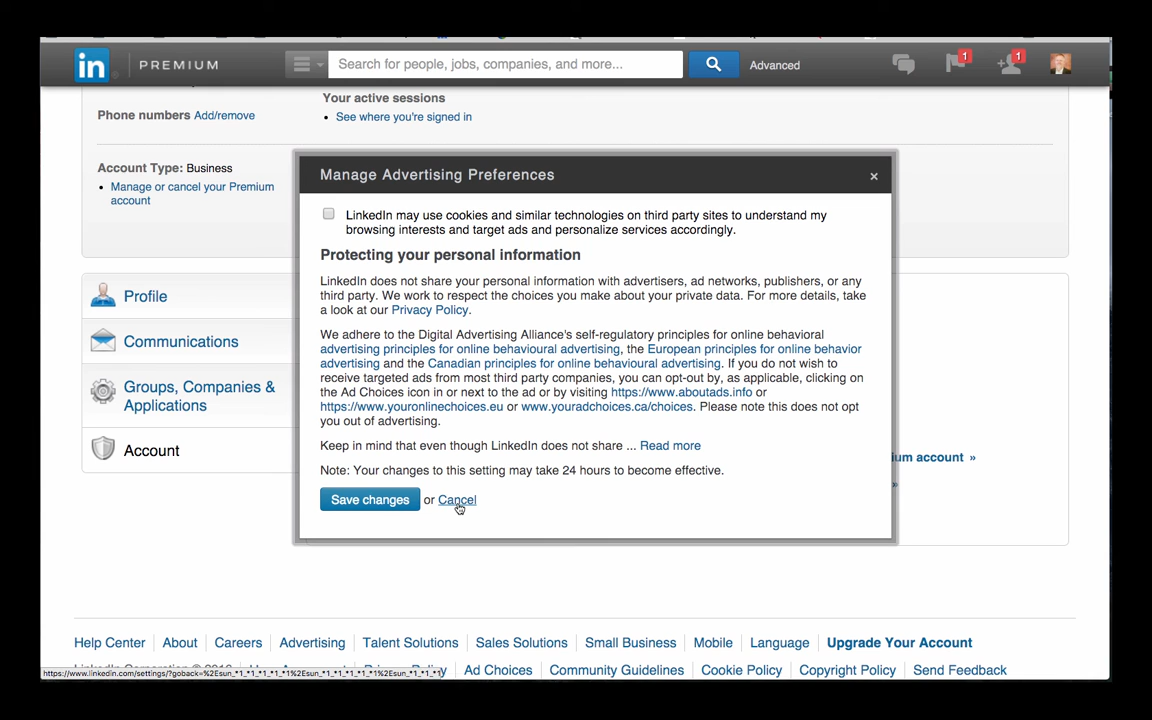 in PREMIUM Search for people, jobs, companies, and more... Advanced 1 1
Your active sessions
Phone numbers Add/remove
• See where you're signed in
Account Type: Business
• Manage or cancel your Premium
account
Manage Advertising Preferences ×
LinkedIn may use cookies and similar technologies on third party sites to understand my
browsing interests and target ads and personalize services accordingly.
Protecting your personal information
LinkedIn does not share your personal information with advertisers, ad networks, publishers, or any
third party. We work to respect the choices you make about your private data. For more details, take
a look at our Privacy Policy.
We adhere to the Digital Advertising Alliance's self-regulatory principles for online behavioral
advertising principles for online behavioural advertising, the European principles for online behavior
advertising and the Canadian principles for online behavioural advertising. If you do not wish to
receive targeted ads from most third party companies, you can opt-out by, as applicable, clicking on
the Ad Choices icon in or next to the ad or by visiting https://www.aboutads.info or
https://www.youronlinechoices.eu or www.youradchoices.ca/choices. Please note this does not opt
you out of advertising.
Keep in mind that even though LinkedIn does not share ... Read more
Note: Your changes to this setting may take 24 hours to become effective.
Save changes or Cancel
Profile
Communications
Groups, Companies &
Applications
Account
ium account »
»
Help Center About Careers Advertising Talent Solutions Sales Solutions Small Business Mobile Language Upgrade Your Account
Ad Choices Community Guidelines Cookie Policy Copyright Policy Send Feedback